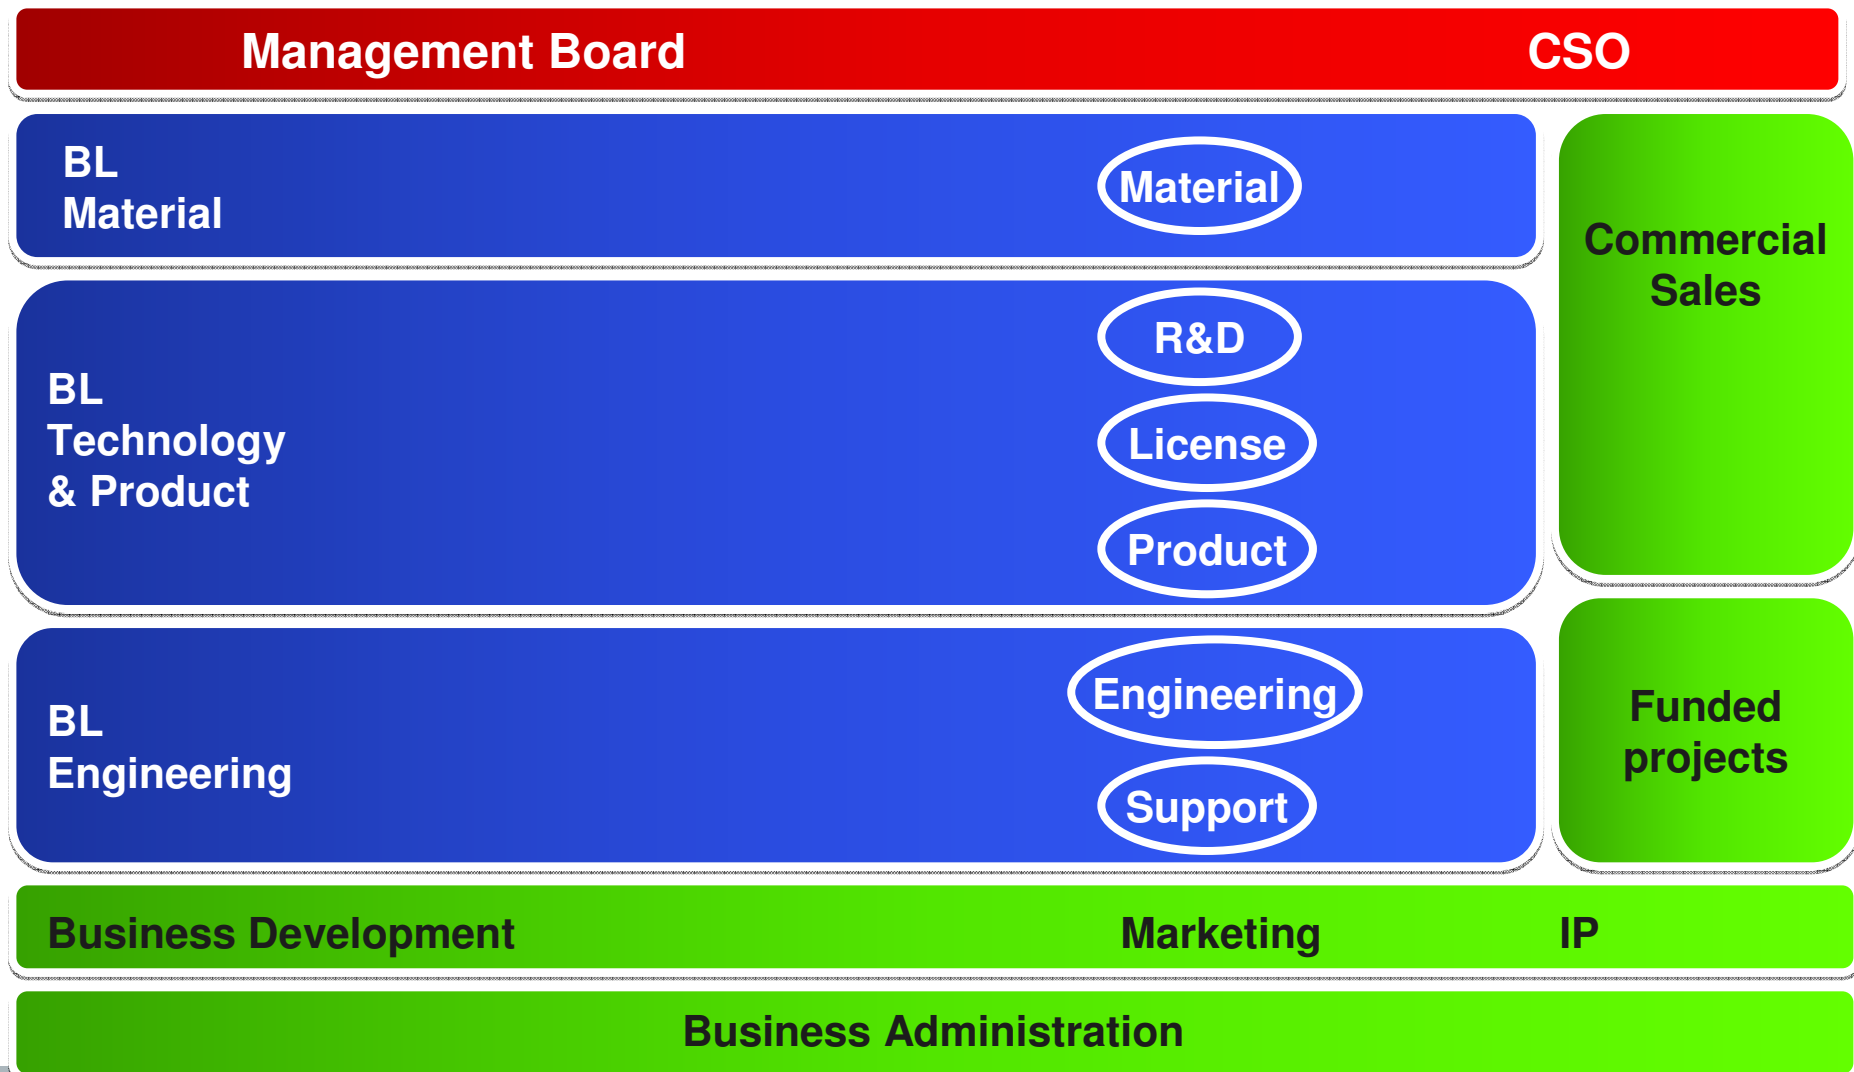 Management Board CSO
BL
Material
Material
Commercial
Sales
BL
Technology
& Product
R&D
License
Product
BL
Engineering
Engineering
Support
Funded
projects
Business Development Marketing IP
Business Administration